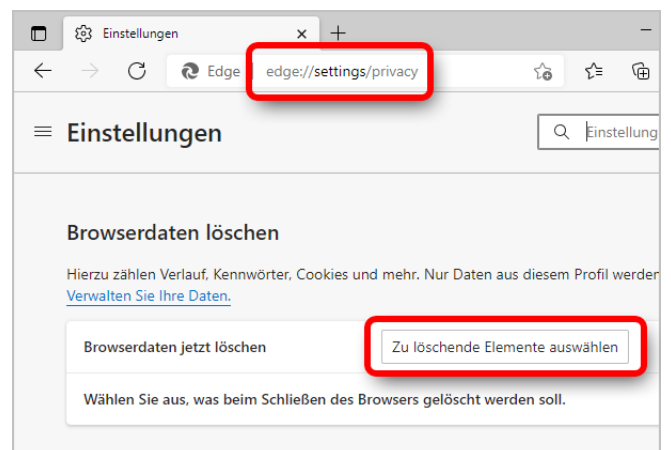 Einstellungen
Edge edge://settings/privacy
Einstellungen
Einstellung
Browserdaten löschen
Hierzu zählen Verlauf, Kennwörter, Cookies und mehr. Nur Daten aus diesem Profil werden
Verwalten Sie Ihre Daten.
Browserdaten jetzt löschen
Zu löschende Elemente auswählen
Wählen Sie aus, was beim Schließen des Browsers gelöscht werden soll.